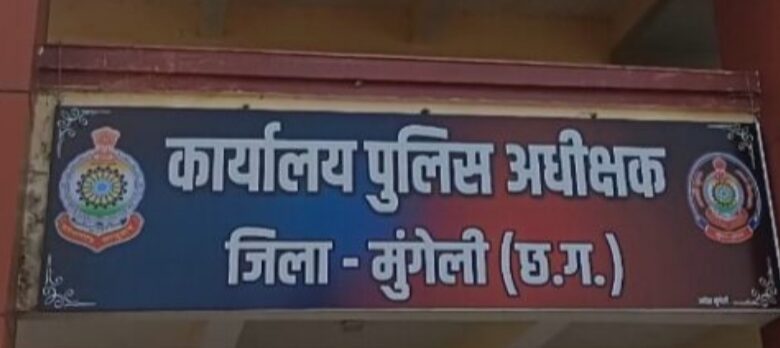 कार्यालय पुलिस अधीक्षक
जिला - मुंगेली (छ.ग.)